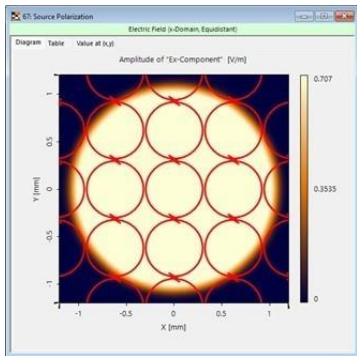 67: Source Polarization
Electric Field (x-Domain, Equidistant)
Diagram Table Value at (x,y)
Amplitude of "Ex-Component" [V/m]
0.707
0.3535
0
1
0.5
0
-0.5
-1
Y [mm]
-1 -0.5 0 0.5 1
X [mm]